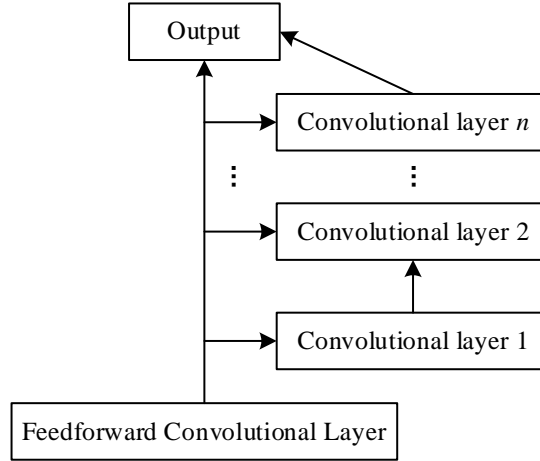 Output
Convolutional layer n
Convolutional layer 2
Convolutional layer 1
Feedforward Convolutional Layer